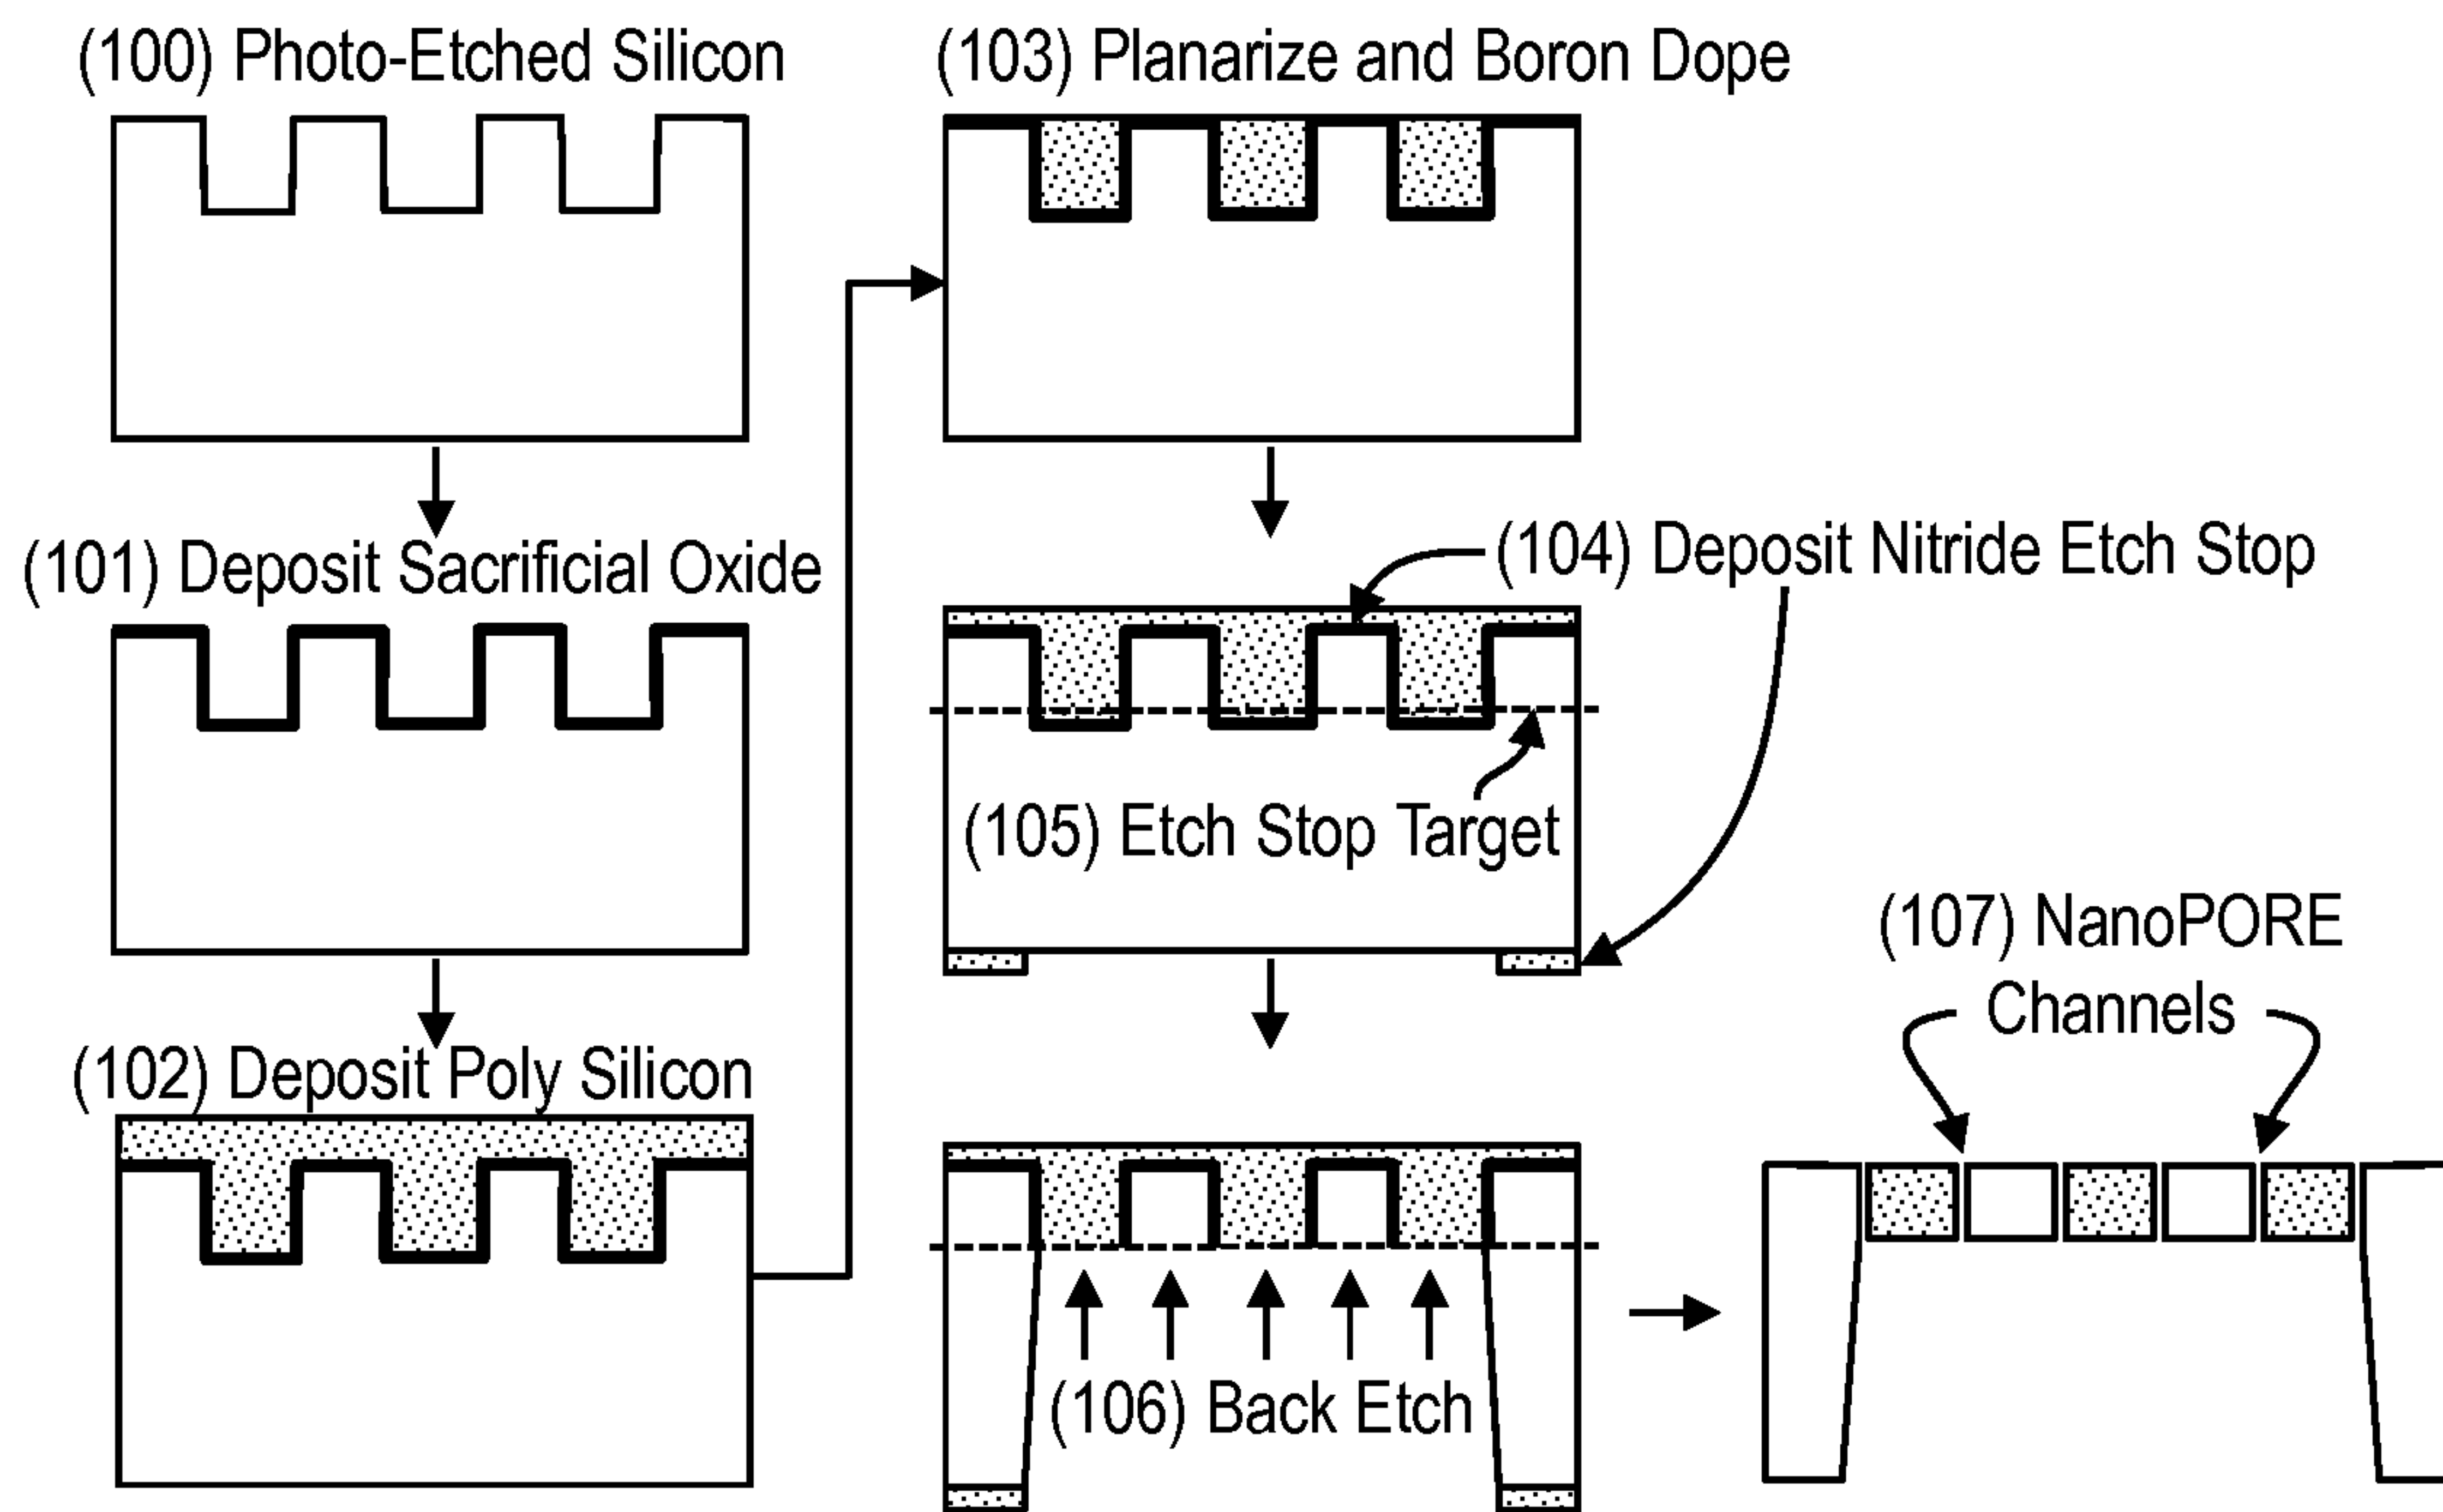 (100) Photo-Etched Silicon
(101) Deposit Sacrificial Oxide
(102) Deposit Poly Silicon
(103) Planarize and Boron Dope
(104) Deposit Nitride Etch Stop
(105) Etch Stop Target
(106) Back Etch
(107) NanoPORE
Channels